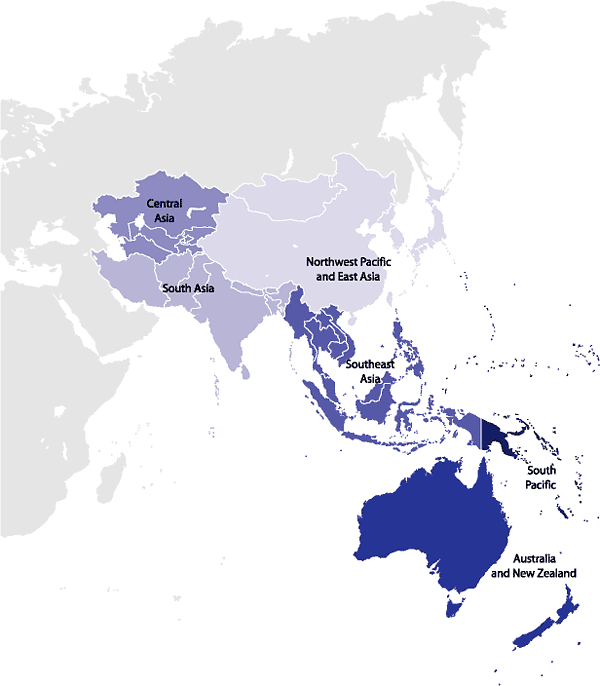 Central
Asia
Northwest Pacific
and East Asia
South Asia
Southeast
Asia
South
Pacific
Australia
and New Zealand